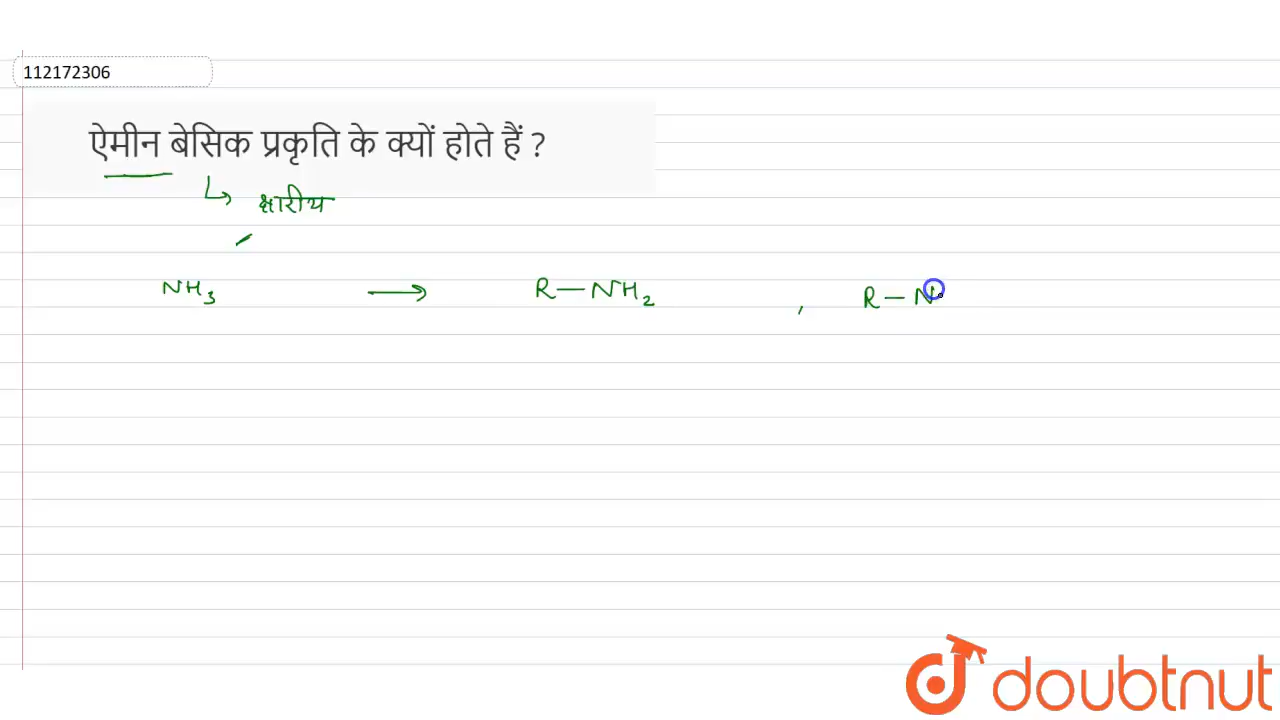 112172306
ऐमीन बेसिक प्रकृति के क्यों होते हैं ?
क्षारीय
NH3 → R—NH2 , R—N
doubtnut